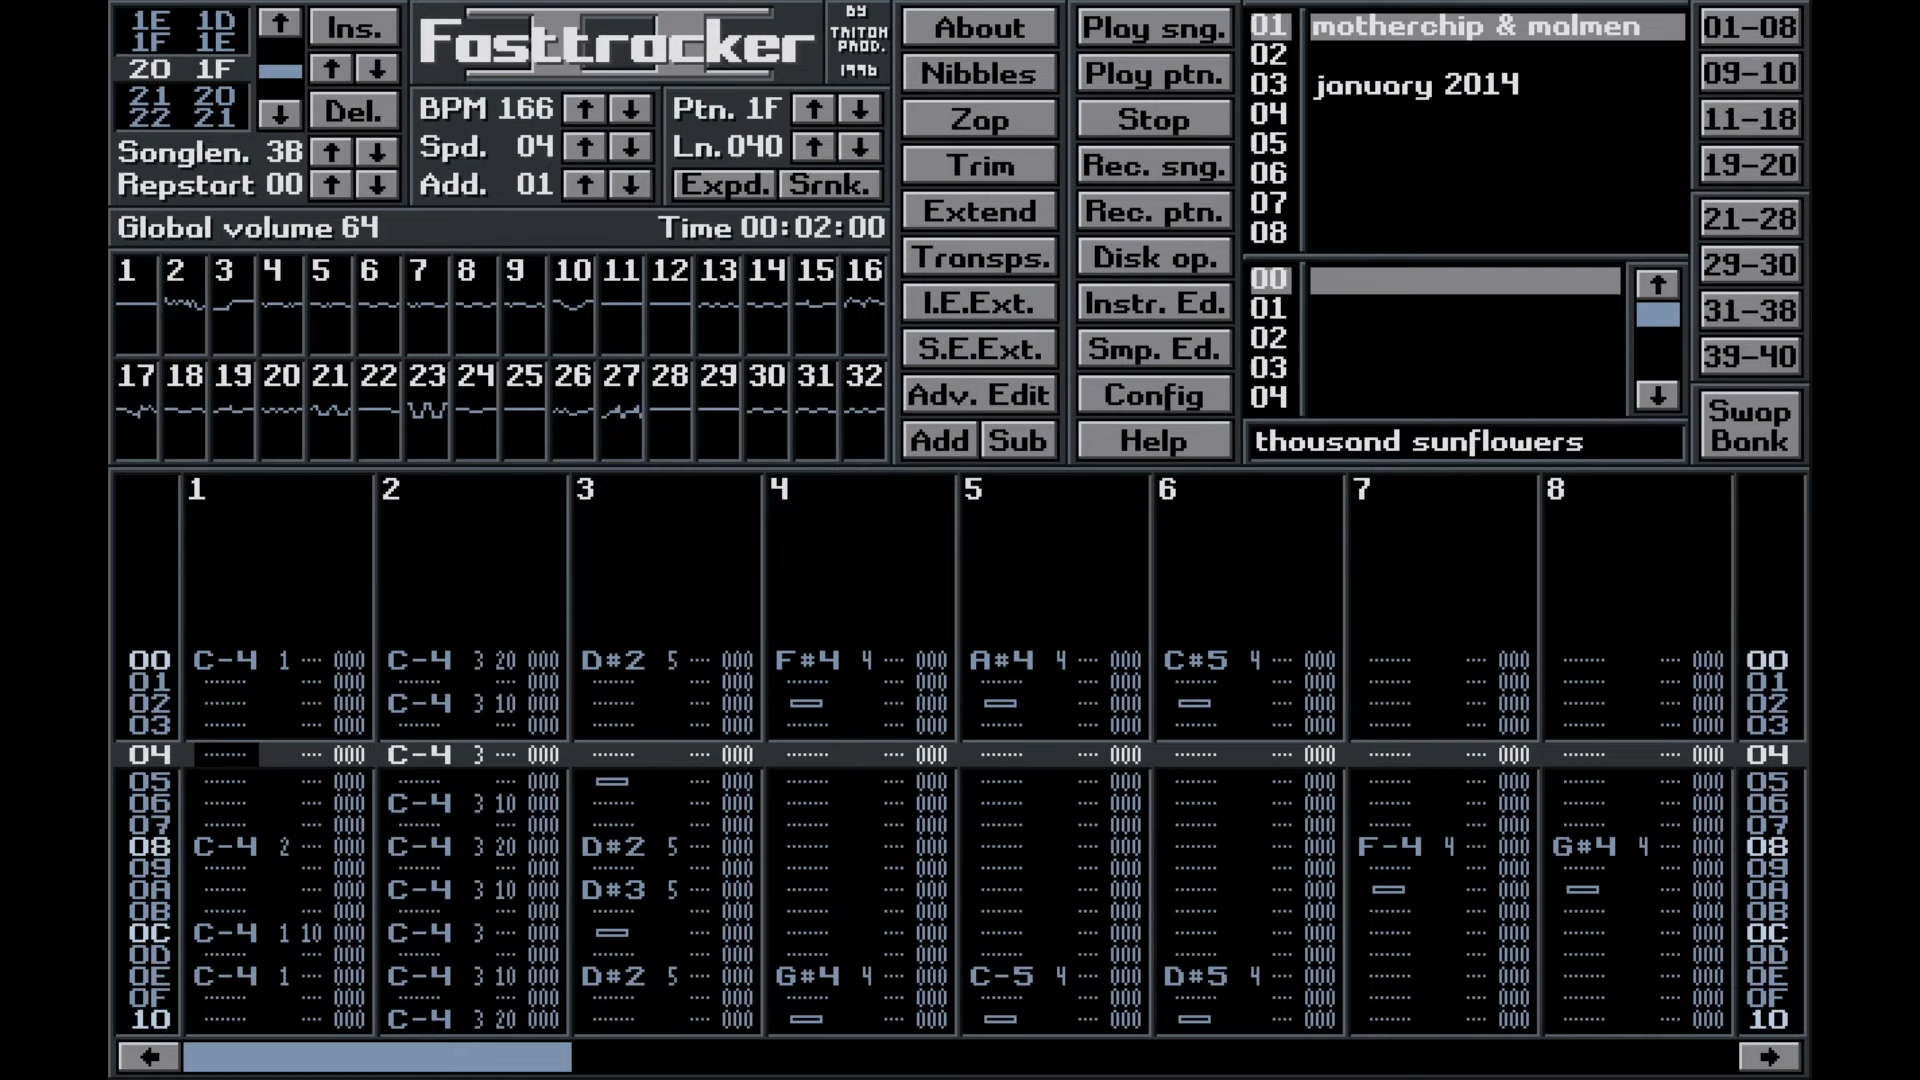 1E 1D
1F 1E
20 1F
21 20
22 21
Ins.
Del.
Songlen. 3B
Repstart 00
Fasttracker
BY TRITON PROD. 1996
BPM 166
Spd. 04
Add. 01
Ptn. 1F
Ln. 040
Expd. Srnk.
Global volume 64 Time 00:02:00
1 2 3 4 5 6 7 8 9 10 11 12 13 14 15 16
17 18 19 20 21 22 23 24 25 26 27 28 29 30 31 32
About
Nibbles
Zap
Trim
Extend
Transps.
I.E.Ext.
S.E.Ext.
Adv. Edit
Add Sub
Play sng.
Play ptn.
Stop
Rec. sng.
Rec. ptn.
Disk op.
Instr. Ed.
Smp. Ed.
Config
Help
01 motherchip & malmen
02
03 january 2014
04
05
06
07
08
00
01
02
03
04
thousand sunflowers
01-08
09-10
11-18
19-20
21-28
29-30
31-38
39-40
Swap
Bank
1 2 3 4 5 6 7 8
00 C-4 1 000 C-4 3 20 000 D#2 5 000 F#4 4 000 A#4 4 000 C#5 4 000 000 000 00
01 000 000 000 000 000 000 000 000 01
02 000 C-4 3 10 000 000 000 000 000 000 000 02
03 000 000 000 000 000 000 000 000 03
04 000 C-4 3 000 000 000 000 000 000 000 04
05 000 000 000 000 000 000 000 000 05
06 000 C-4 3 10 000 000 000 000 000 000 000 06
07 000 000 000 000 000 000 000 000 07
08 C-4 2 000 C-4 3 20 000 D#2 5 000 000 000 000 F-4 4 000 G#4 4 000 08
09 000 000 000 000 000 000 000 000 09
0A 000 C-4 3 10 000 D#3 5 000 000 000 000 000 000 0A
0B 000 000 000 000 000 000 000 000 0B
0C C-4 1 10 000 C-4 3 000 000 000 000 000 000 000 0C
0D 000 000 000 000 000 000 000 000 0D
0E C-4 1 000 C-4 3 10 000 D#2 5 000 G#4 4 000 C-5 4 000 D#5 4 000 000 000 0E
0F 000 000 000 000 000 000 000 000 0F
10 000 C-4 3 20 000 000 000 000 000 000 000 10